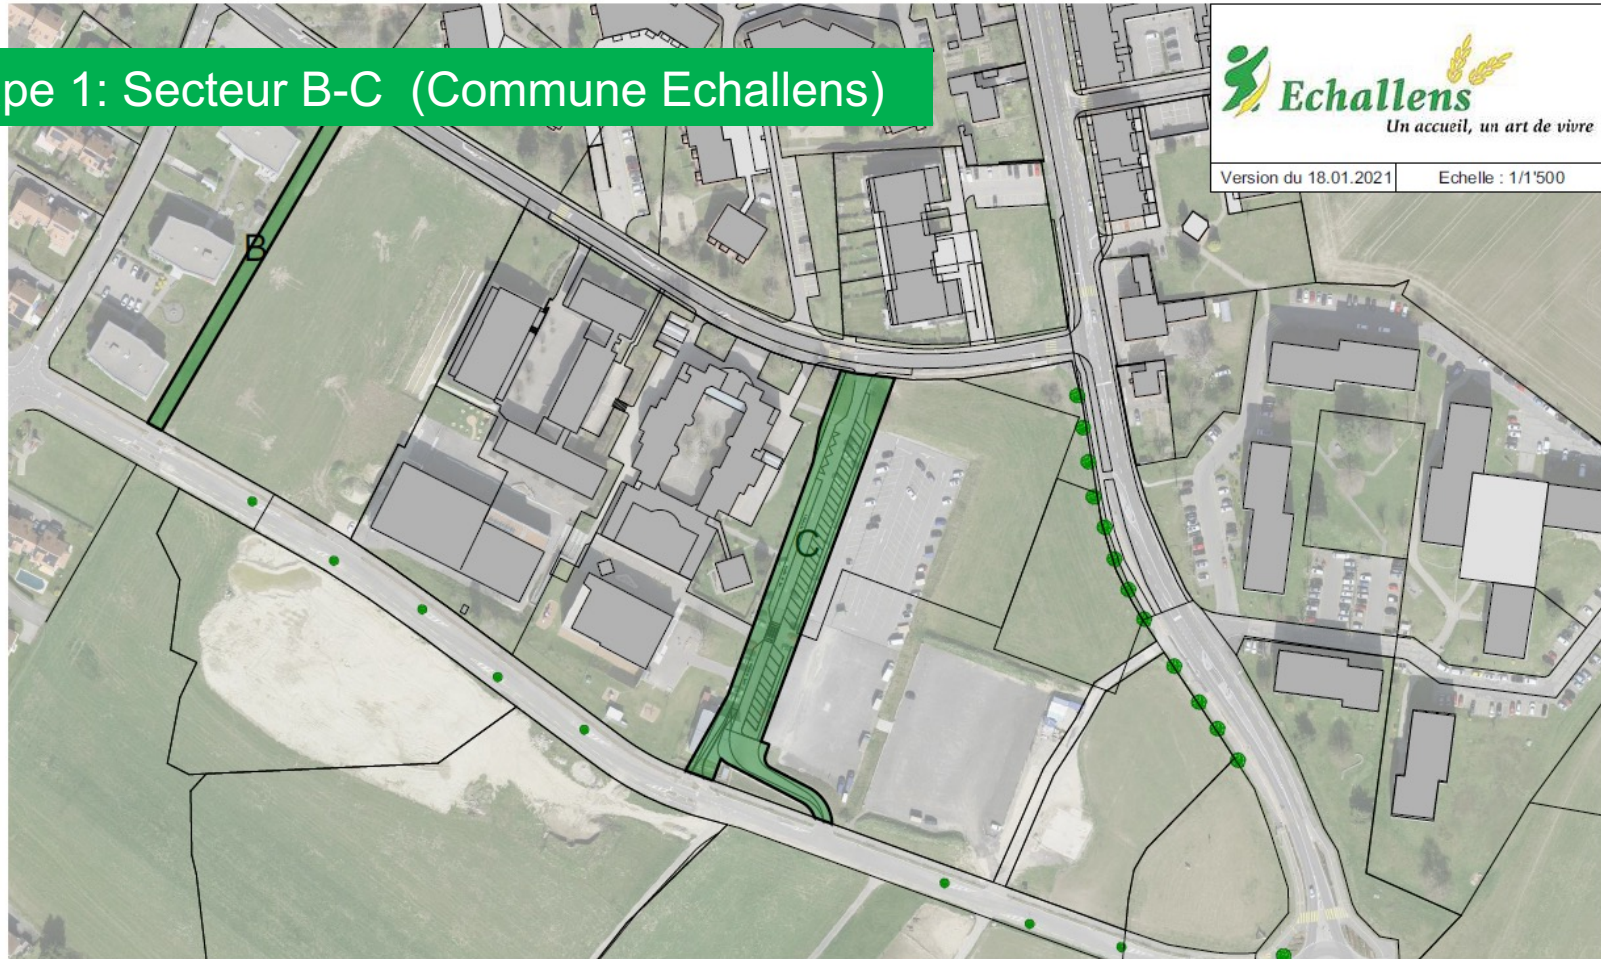 pe 1: Secteur B-C (Commune Echallens)
Echallens
Un accueil, un art de vivre
Version du 18.01.2021
Echelle : 1/1'500
B
C